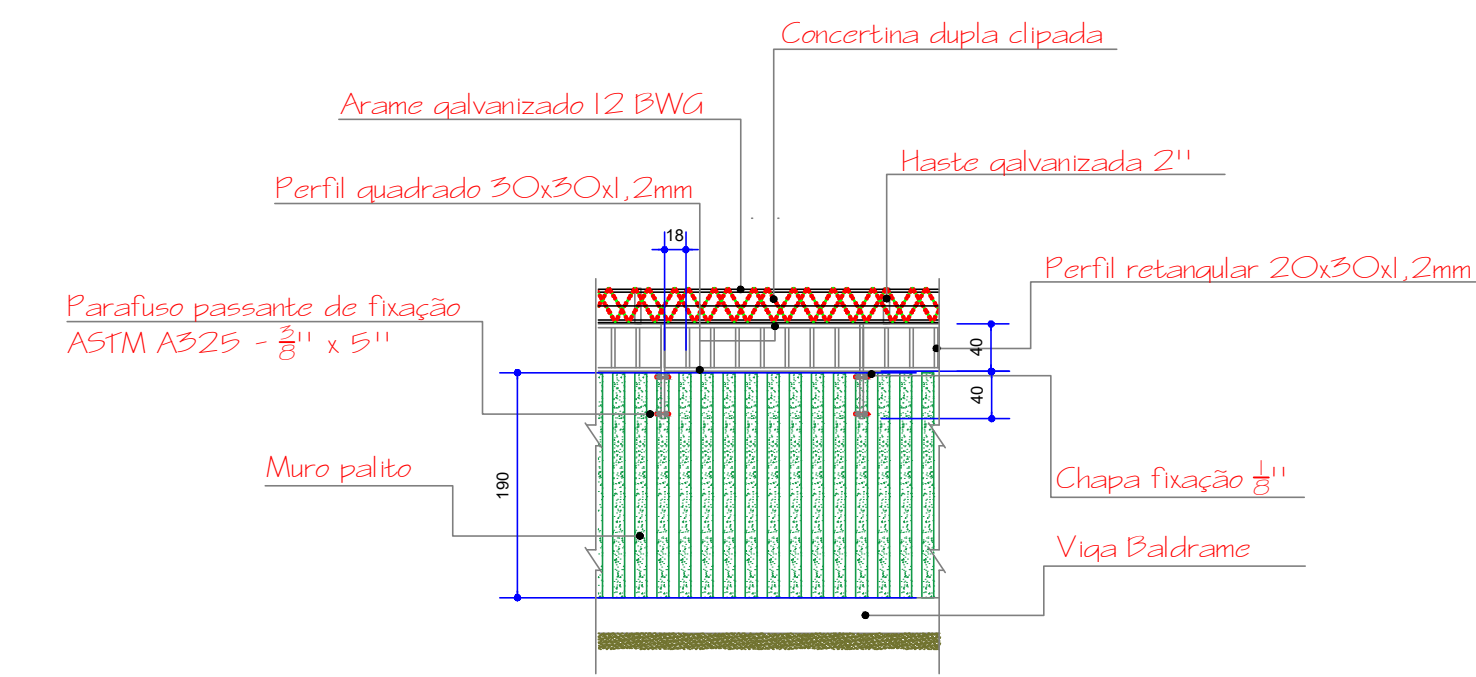 Concertina dupla clipada
Arame galvanizado 12 BWG
Haste galvanizada 2''
Perfil quadrado 30x30x1,2mm
18
Perfil retangular 20x30x1,2mm
Parafuso passante de fixação
ASTM A325 - 3/8'' x 5''
40
40
Muro palito
190
Chapa fixação 1/8''
Viga Baldrame